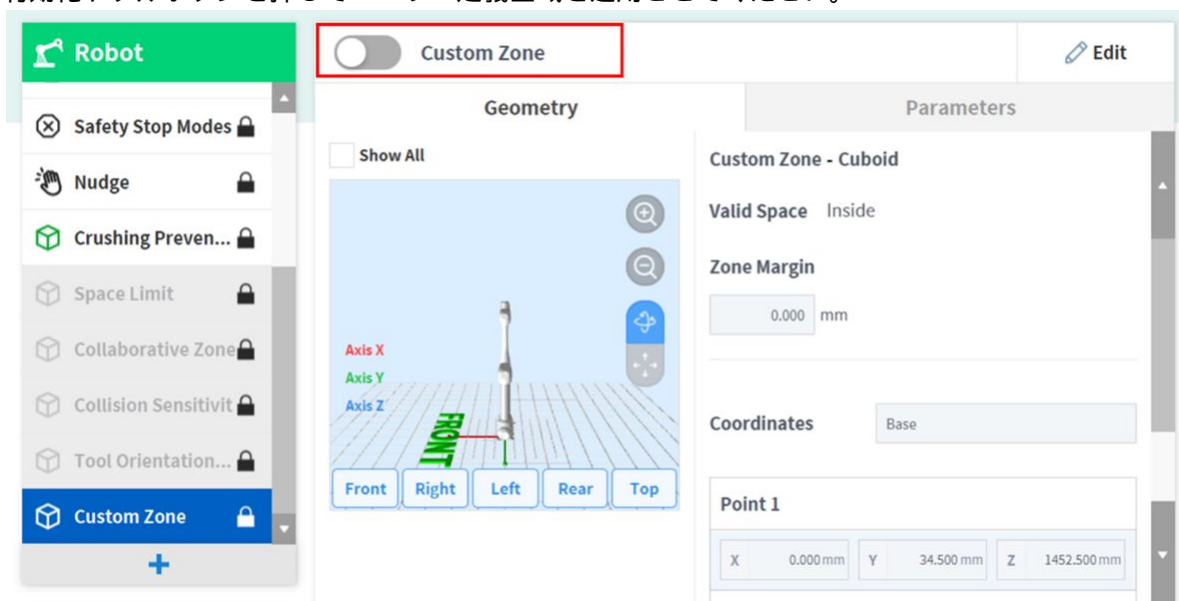 Robot
Custom Zone
Edit
Safety Stop Modes
Nudge
Crushing Preven...
Space Limit
Collaborative Zone
Collision Sensitivit
Tool Orientation...
Custom Zone
+
Geometry
Parameters
Show All
Axis X
Axis Y
Axis Z
FRONT
Front Right Left Rear Top
Custom Zone - Cuboid
Valid Space Inside
Zone Margin
0.000 mm
Coordinates Base
Point 1
X 0.000 mm Y 34.500 mm Z 1452.500 mm